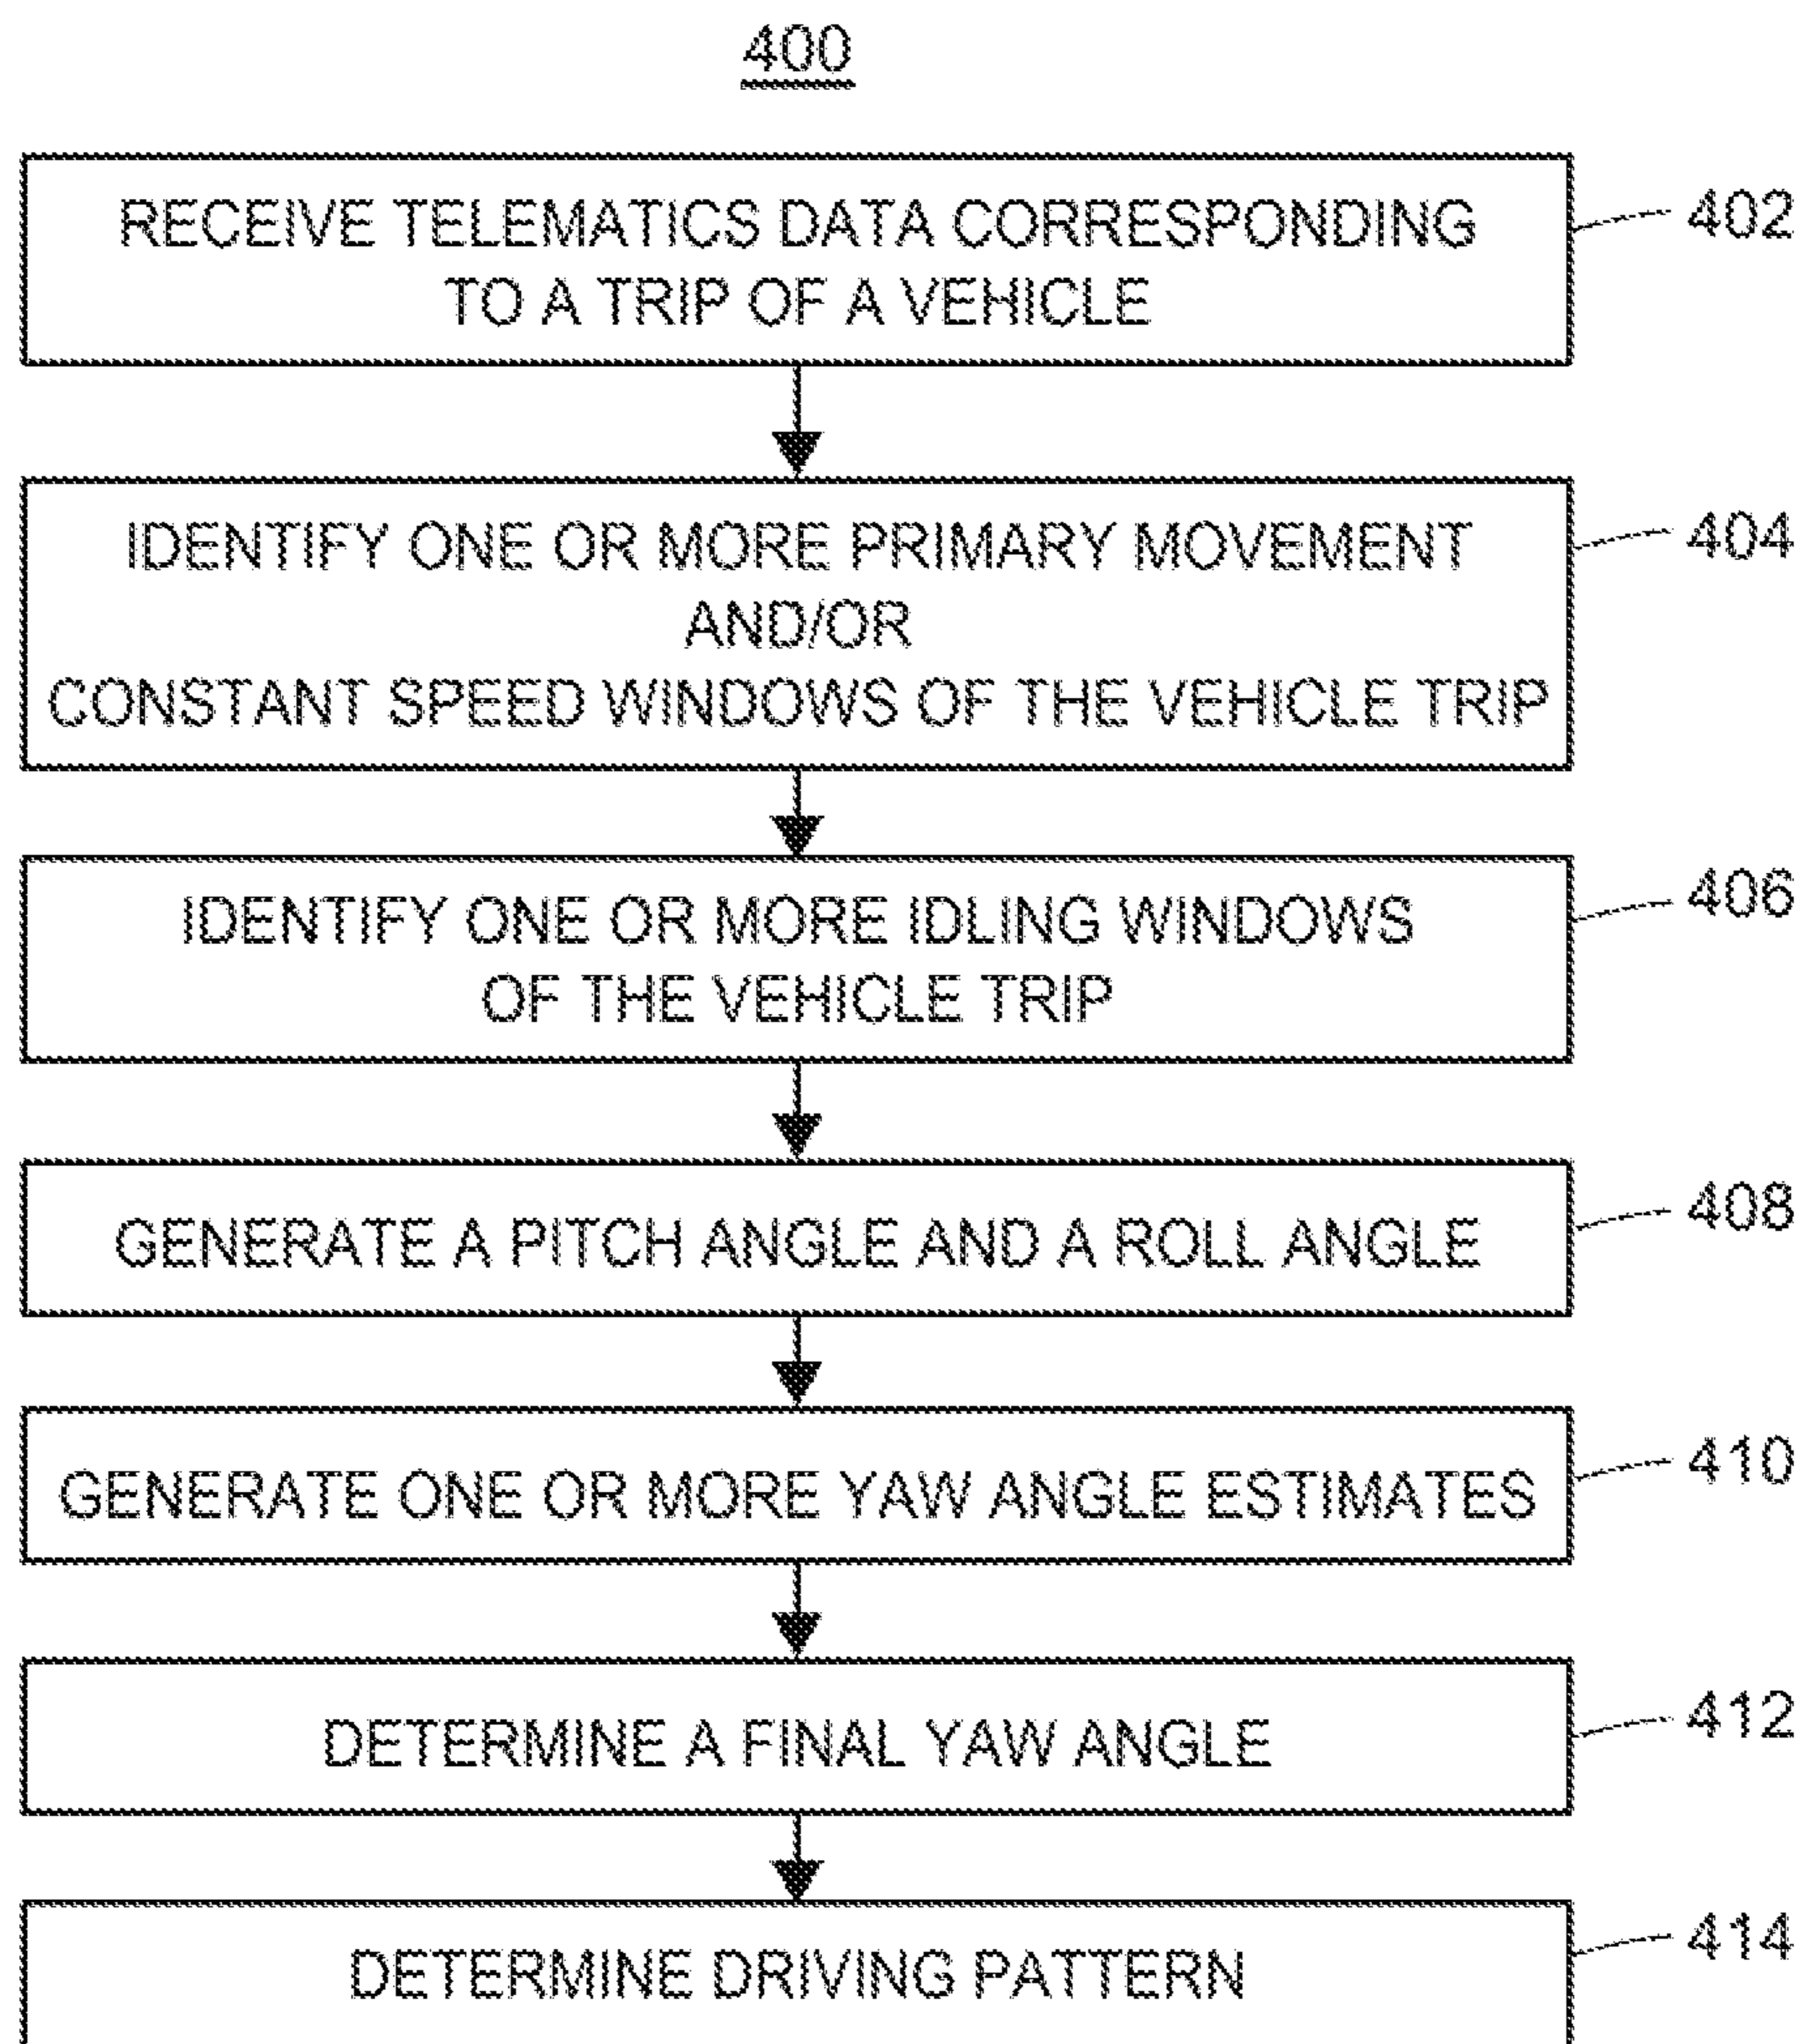 400
RECEIVE TELEMATICS DATA CORRESPONDING
TO A TRIP OF A VEHICLE
402
IDENTIFY ONE OR MORE PRIMARY MOVEMENT
AND/OR
CONSTANT SPEED WINDOWS OF THE VEHICLE TRIP
404
IDENTIFY ONE OR MORE IDLING WINDOWS
OF THE VEHICLE TRIP
406
GENERATE A PITCH ANGLE AND A ROLL ANGLE
408
GENERATE ONE OR MORE YAW ANGLE ESTIMATES
410
DETERMINE A FINAL YAW ANGLE
412
DETERMINE DRIVING PATTERN
414